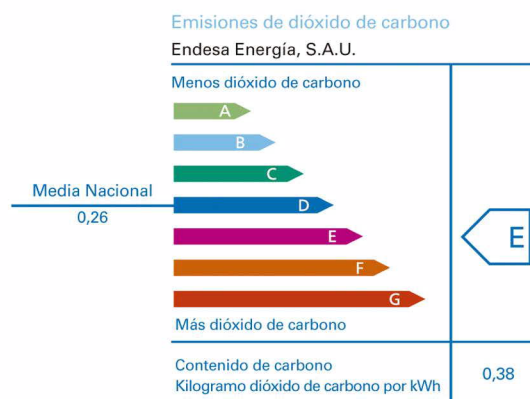 Emisiones de dióxido de carbono
Endesa Energía, S.A.U.
Menos dióxido de carbono
A
B
C
Media Nacional
0,26
D
E
E
F
G
Más dióxido de carbono
Contenido de carbono
Kilogramo dióxido de carbono por kWh
0,38